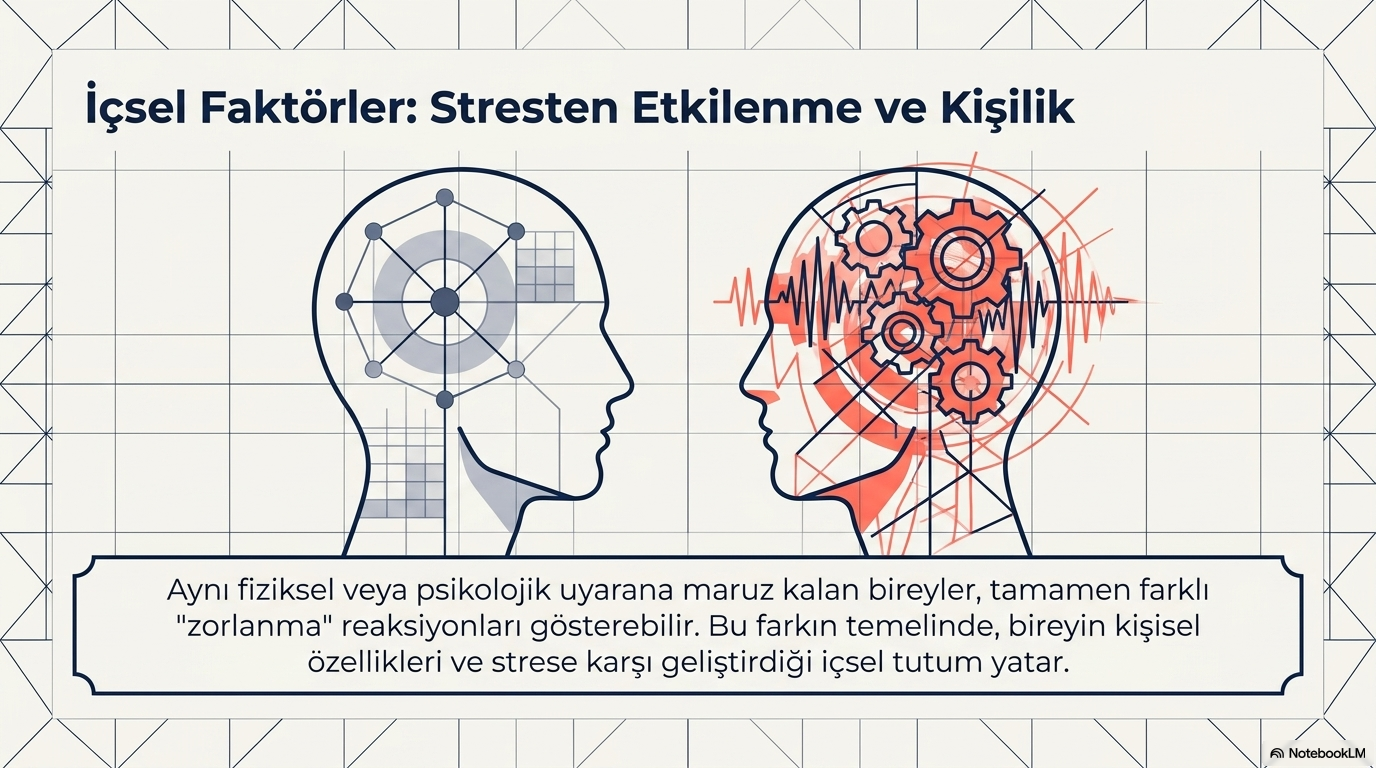 İçsel Faktörler: Stresten Etkilenme ve Kişilik
Aynı fiziksel veya psikolojik uyarana maruz kalan bireyler, tamamen farklı
"zorlanma" reaksiyonları gösterebilir. Bu farkın temelinde, bireyin kişisel
özellikleri ve strese karşı geliştirdiği içsel tutum yatar.
NotebookLM